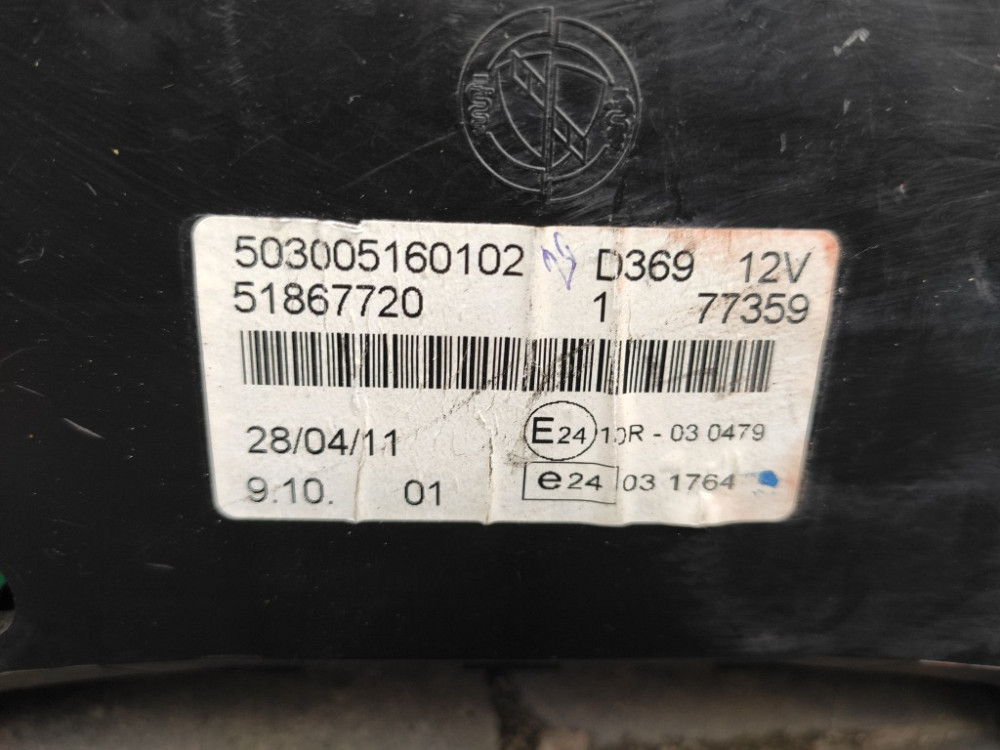 503005160102 D369 12V
51867720 1 77359
28/04/11 E24 10R - 03 0479
9.10. 01 e24 03 1764